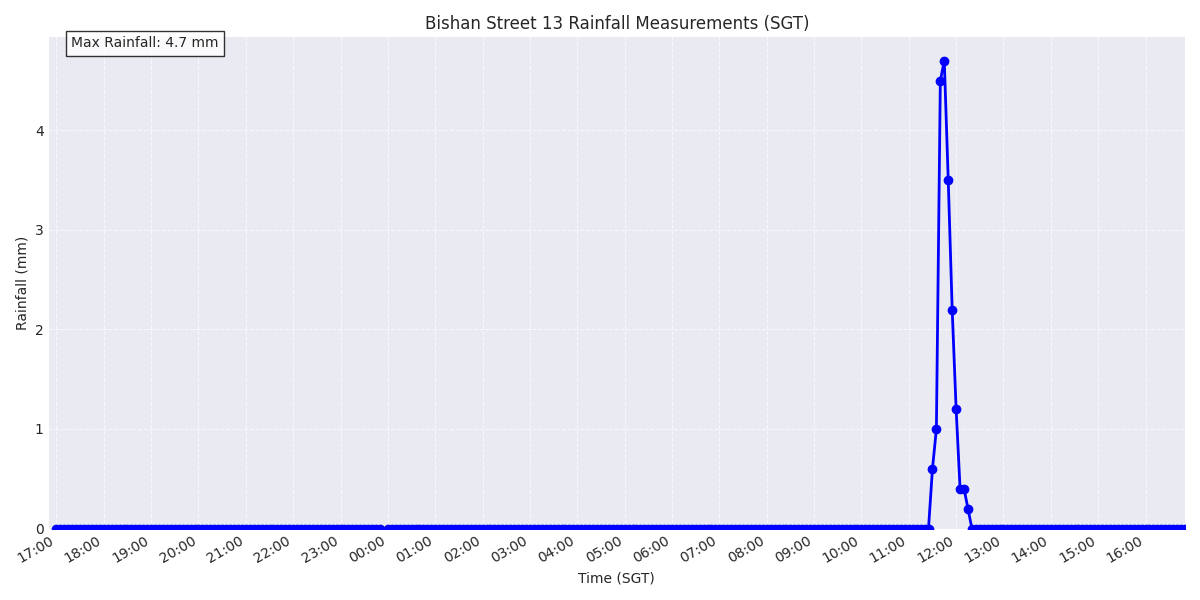 Bishan Street 13 Rainfall Measurements (SGT)
Max Rainfall: 4.7 mm
Rainfall (mm)
4
3
2
1
0
17:00 18:00 19:00 20:00 21:00 22:00 23:00 00:00 01:00 02:00 03:00 04:00 05:00 06:00 07:00 08:00 09:00 10:00 11:00 12:00 13:00 14:00 15:00 16:00
Time (SGT)